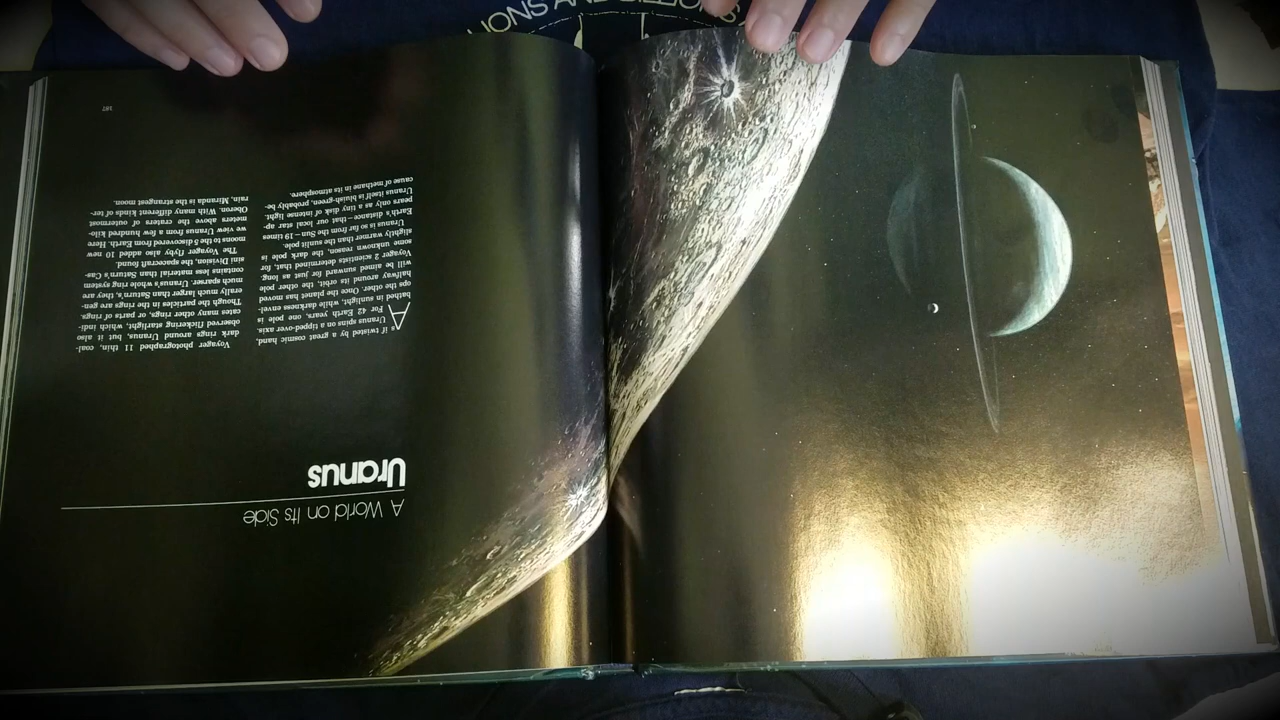 IONS AND BILLIONS
A World on Its Side
Uranus
As if twisted by a great cosmic hand,
Uranus spins on a tipped-over axis.
For 42 Earth years, one pole is
bathed in sunlight, while darkness envel-
ops the other. Once the planet has moved
halfway around its orbit, the other pole
will be aimed upward for just as long.
Voyager 2 scientists determined that, for
some unknown reason, the dark pole is
slightly warmer than the sunlit pole.
Uranus is so far from the Sun–19 times
Earth's distance–that our local star ap-
pears only as a tiny disk of intense light.
Uranus itself is bluish-green, probably be-
cause of methane in its atmosphere.
Voyager photographed 11 thin, coal-
dark rings around Uranus, but it also
observed flickering starlight, which indi-
cates many other rings, or parts of rings.
Though the particles in the rings are gen-
erally much larger than Saturn's, they are
much sparser. Uranus's whole ring system
contains less material than Saturn's Cas-
sini Division, the spacecraft found.
The Voyager flyby also added 10 new
moons to the 5 discovered from Earth. Here
we view Uranus from a few hundred kilo-
meters above the craters of outermost
Oberon. With many different kinds of ter-
rain, Miranda is the strangest moon.
187